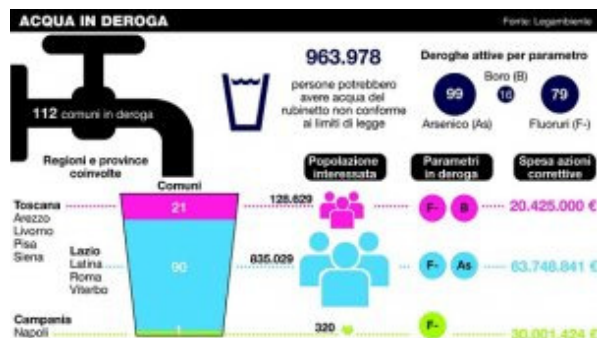 ACQUA IN DEROGA
Fonte: Legambiente
963.978
persone potrebbero
avere acqua del
rubinetto non conforme
ai limiti di legge
Deroghe attive per parametro
Boro (B)
99
16
79
Arsenico (As)
Fluoruri (F-)
112 comuni in deroga
Regioni e province
coinvolte
Comuni
Popolazione
interessata
Parametri
in deroga
Spesa azioni
correttive
Toscana
Arezzo
Livorno
Pisa
Siena
21
128.629
F-
B
20.425.000 €
Lazio
Latina
Roma
Viterbo
90
835.029
F-
As
63.748.841 €
Campania
Napoli
1
320
F-
30.001.424 €